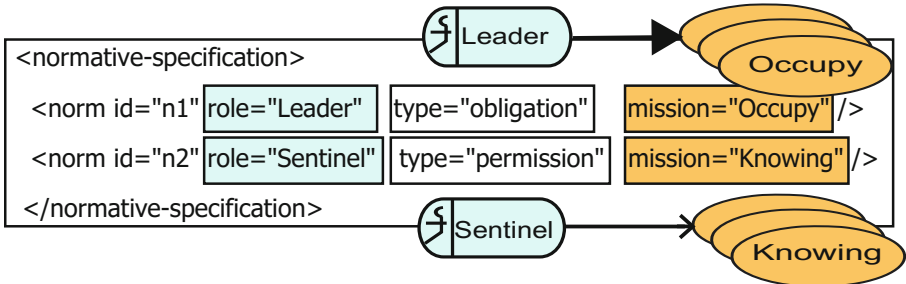 Leader
Occupy
<normative-specification>
<norm id="n1" role="Leader" type="obligation" mission="Occupy" />
<norm id="n2" role="Sentinel" type="permission" mission="Knowing" />
</normative-specification>
Sentinel
Knowing